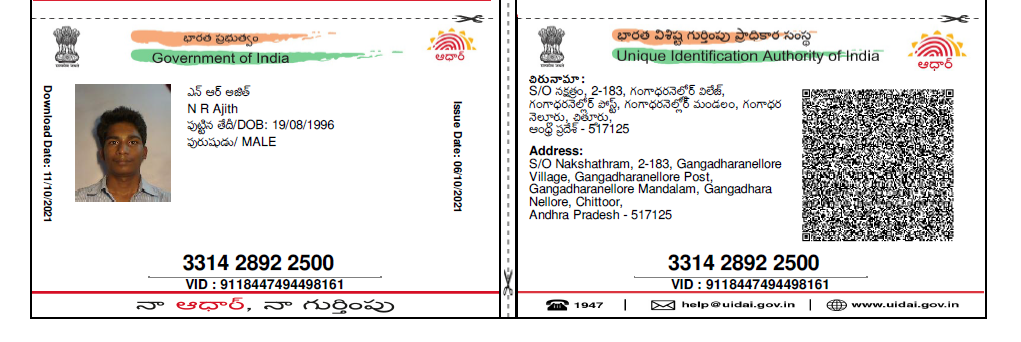 భారత ప్రభుత్వం
Government of India
ఆధార్
Download Date: 11/10/2021
ఎన్ ఆర్ అజిత్
N R Ajith
పుట్టిన తేదీ/DOB: 19/08/1996
పురుషుడు/ MALE
Issue Date: 06/10/2021
3314 2892 2500
VID : 9118447494498161
నా ఆధార్, నా గుర్తింపు
భారత విశిష్ట గుర్తింపు ప్రాధికార సంస్థ
Unique Identification Authority of India
ఆధార్
చిరునామా :
S/O నక్షత్రం, 2-183, గంగాధరనెల్లోర్ విలేజ్,
గంగాధరనెల్లోర్ పోస్ట్, గంగాధరనెల్లోర్ మండలం, గంగాధర
నెల్లూరు, చిత్తూరు,
ఆంధ్ర ప్రదేశ్ - 517125
Address:
S/O Nakshathram, 2-183, Gangadharanellore
Village, Gangadharanellore Post,
Gangadharanellore Mandalam, Gangadhara
Nellore, Chittoor,
Andhra Pradesh - 517125
3314 2892 2500
VID : 9118447494498161
1947 | help@uidai.gov.in | www.uidai.gov.in